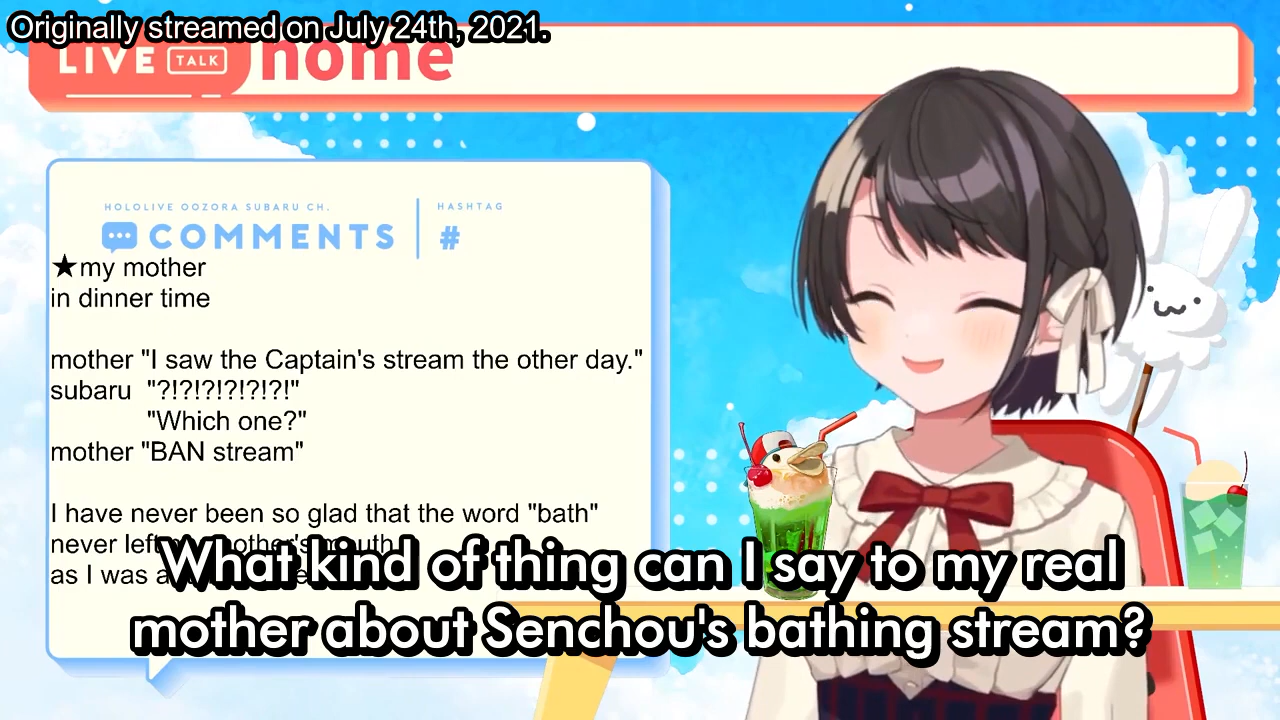 Originally streamed on July 24th, 2021.
LIVE TALK home
HOLOLIVE OOZORA SUBARU CH.
COMMENTS
HASHTAG
#
★my mother
in dinner time
mother "I saw the Captain's stream the other day."
subaru "?!?!?!?!?!?!"
"Which one?"
mother "BAN stream"
I have never been so glad that the word "bath"
never left mother's mouth
as I was
What kind of thing can I say to my real
mother about Senchou's bathing stream?